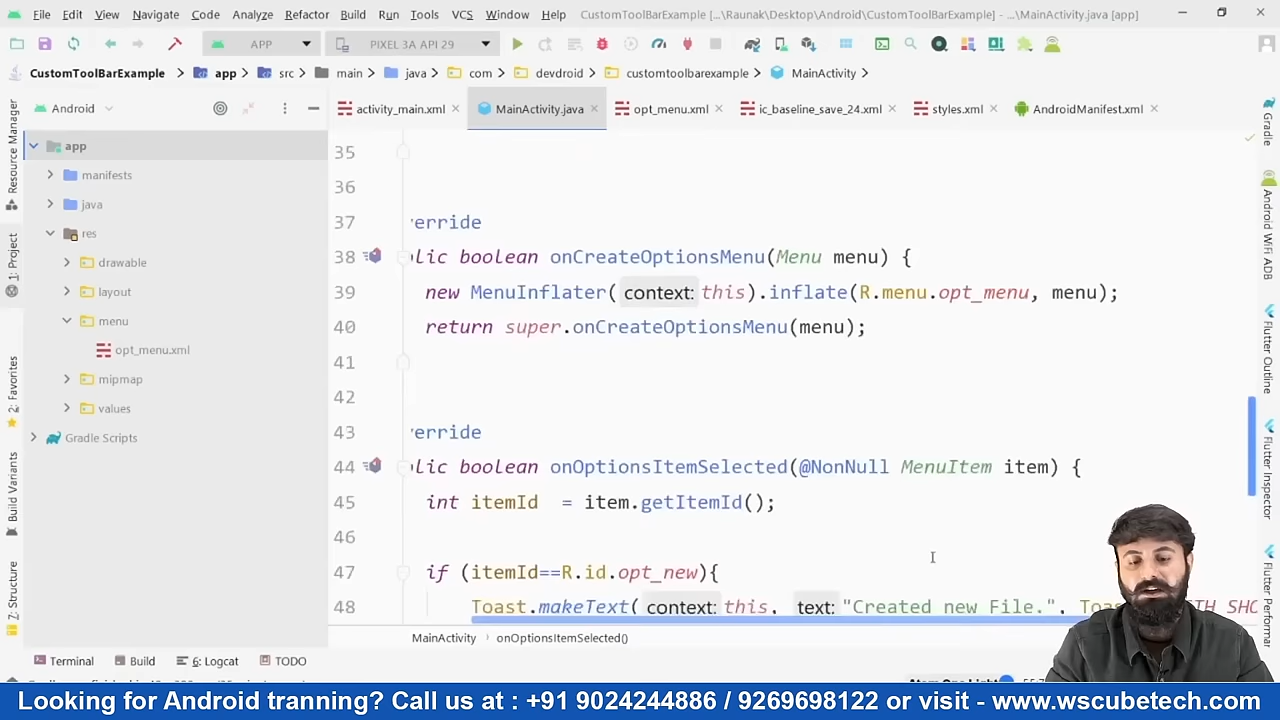 File Edit View Navigate Code Analyze Refactor Build Run Tools VCS Window Help CustomToolBarExample [...\Raunak\Desktop\Android\CustomToolBarExample] - ...\MainActivity.java [app]
APP PIXEL 3A API 29
CustomToolBarExample app src main java com devdroid customtoolbarexample MainActivity
Android activity_main.xml MainActivity.java opt_menu.xml ic_baseline_save_24.xml styles.xml AndroidManifest.xml
Resource Manager
1: Project
2: Favorites
Build Variants
7: Structure
app
manifests
java
res
drawable
layout
menu
opt_menu.xml
mipmap
values
Gradle Scripts
35
36
37 erride
38 lic boolean onCreateOptionsMenu(Menu menu) {
39 new MenuInflater( context: this).inflate(R.menu.opt_menu, menu);
40 return super.onCreateOptionsMenu(menu);
41
42
43 erride
44 lic boolean onOptionsItemSelected(@NonNull MenuItem item) {
45 int itemId = item.getItemId();
46
47 if (itemId==R.id.opt_new){
48 Toast.makeText( context: this, text: "Created new File.",
MainActivity onOptionsItemSelected()
Gradle
Android WiFi ADB
Flutter Outline
Flutter Inspector
Flutter Performa
Terminal Build 6: Logcat TODO
Looking for Android tranning? Call us at : +91 9024244886 / 9269698122 or visit - www.wscubetech.com